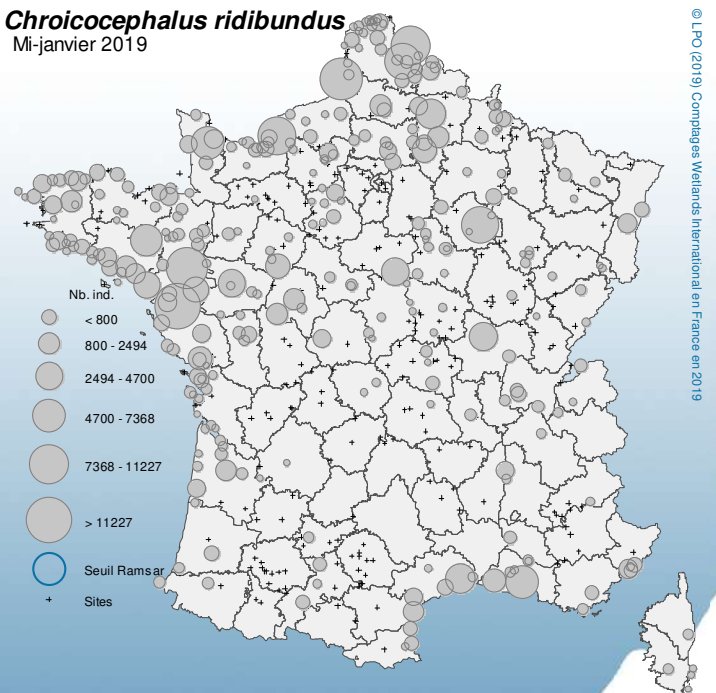 Chroicocephalus ridibundus
Mi-janvier 2019
© LPO (2019) Comptages Wetlands International en France en 2019
Nb. ind.
< 800
800 - 2494
2494 - 4700
4700 - 7368
7368 - 11227
> 11227
Seuil Ramsar
Sites